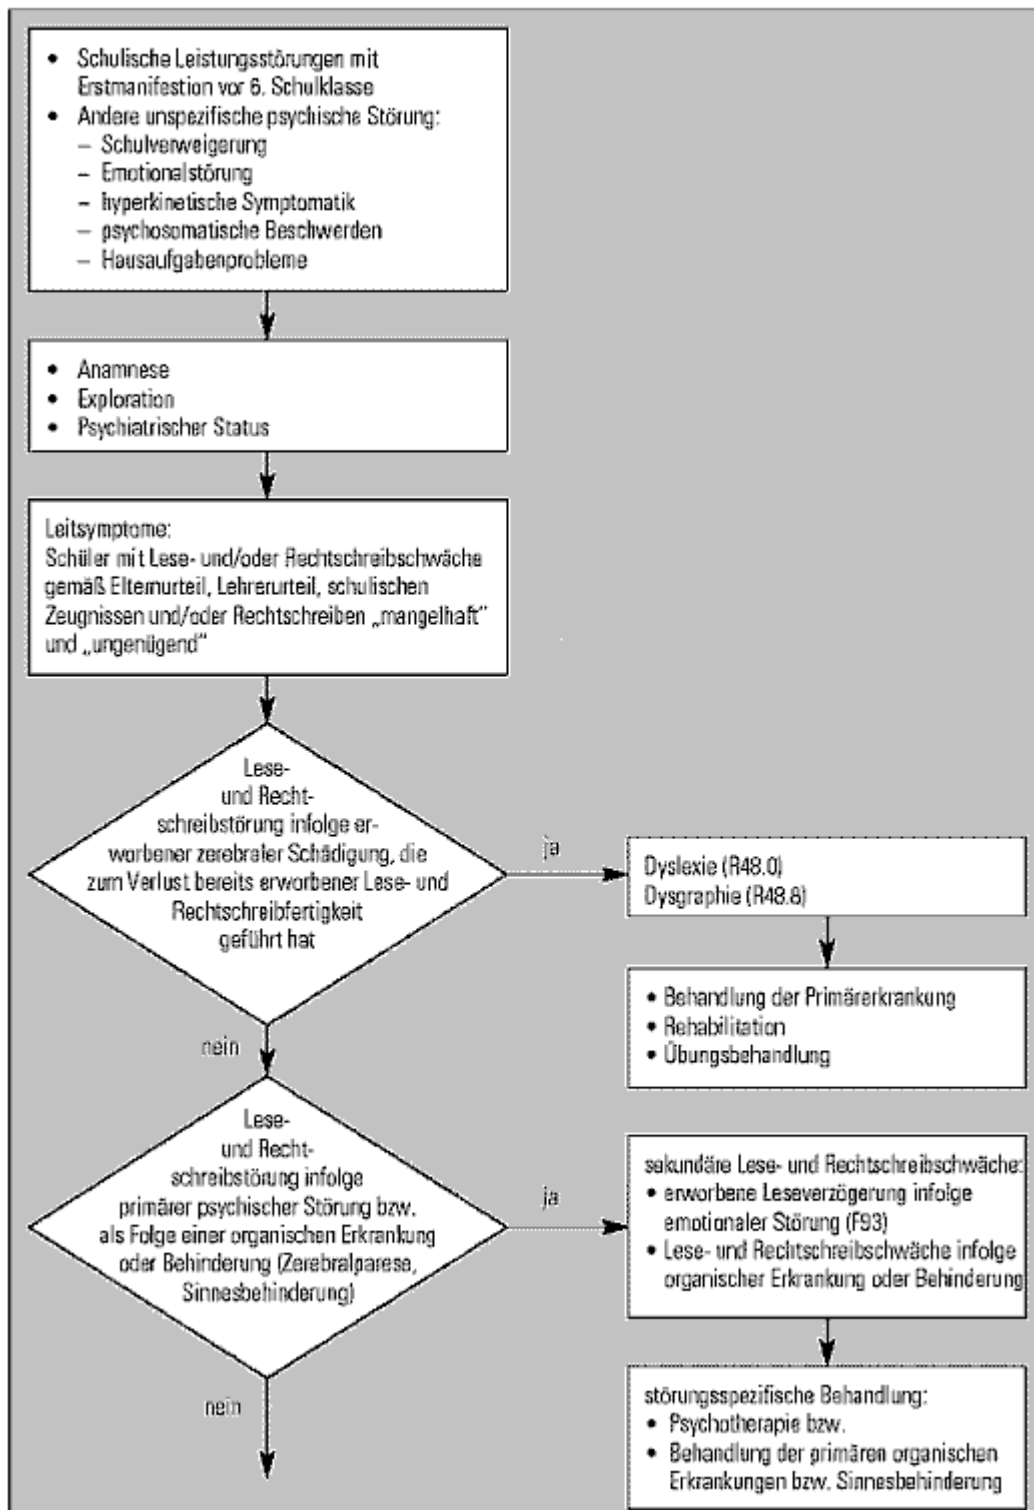 • Schulische Leistungsstörungen mit
Erstmanifestion vor 6. Schulklasse
• Andere unspezifische psychische Störung:
– Schulverweigerung
– Emotionalstörung
– hyperkinetische Symptomatik
– psychosomatische Beschwerden
– Hausaufgabenprobleme
• Anamnese
• Exploration
• Psychiatrischer Status
Leitsymptome:
Schüler mit Lese- und/oder Rechtschreibschwäche
gemäß Elternurteil, Lehrerurteil, schulischen
Zeugnissen und/oder Rechtschreiben „mangelhaft“
und „ungenügend“
Lese-
und Recht-
schreibstörung infolge er-
worbener zerebraler Schädigung, die
zum Verlust bereits erworbener Lese- und
Rechtschreibfertigkeit
geführt hat
ja
Dyslexie (R48.0)
Dysgraphie (R48.8)
• Behandlung der Primärerkrankung
• Rehabilitation
• Übungsbehandlung
nein
Lese-
und Recht-
schreibstörung infolge
primärer psychischer Störung bzw.
als Folge einer organischen Erkrankung
oder Behinderung (Zerebralparese,
Sinnesbehinderung)
ja
sekundäre Lese- und Rechtschreibschwäche:
• erworbene Leseverzögerung infolge
emotionaler Störung (F93)
• Lese- und Rechtschreibschwäche infolge
organischer Erkrankung oder Behinderung
störungsspezifische Behandlung:
• Psychotherapie bzw.
• Behandlung der primären organischen
Erkrankungen bzw. Sinnesbehinderung
nein